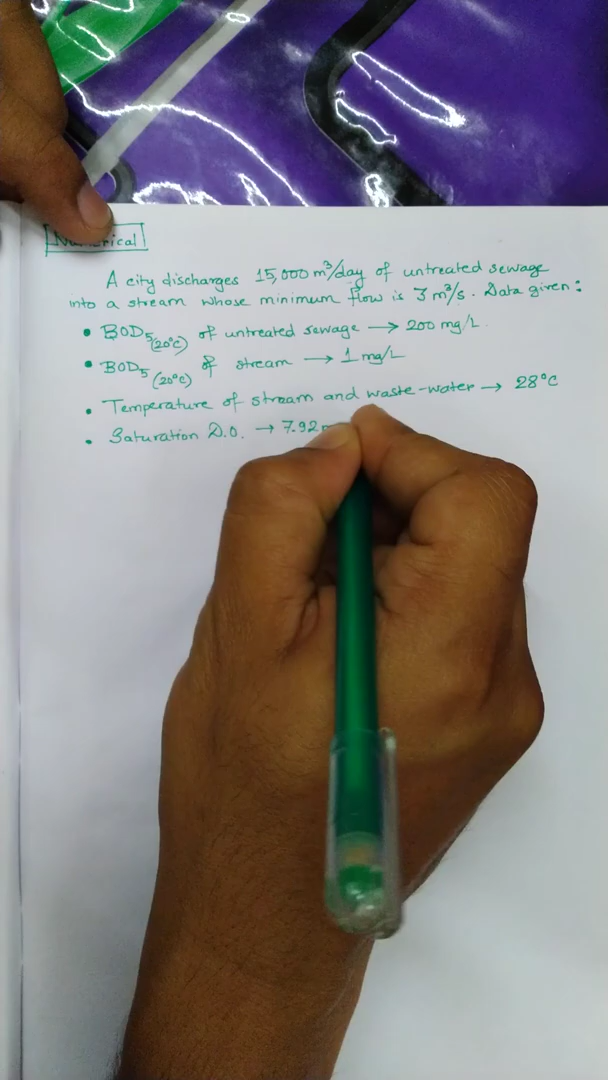 Numerical
A city discharges 15,000 m³/day of untreated sewage
into a stream whose minimum flow is 3 m³/s. Data given:
• BOD₅(20°C) of untreated sewage → 200 mg/L.
• BOD₅(20°C) of stream → 1 mg/L
• Temperature of stream and waste-water → 28°C
• Saturation D.O. → 7.92